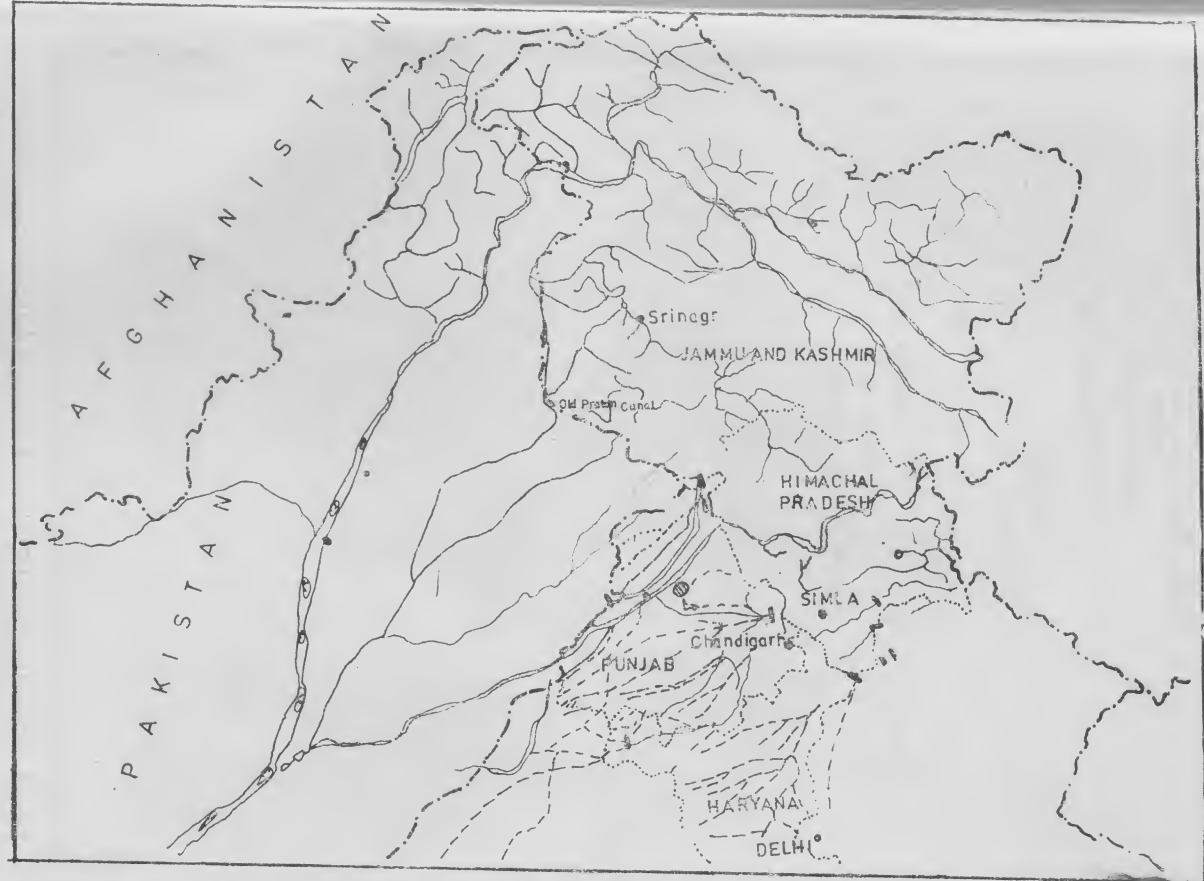 AFGHANISTAN
Srinagr
JAMMU AND KASHMIR
Old Pratap Canal
HIMACHAL
PRADESH
PAKISTAN
SIMLA
Chandigarh
PUNJAB
HARYANA
DELHI